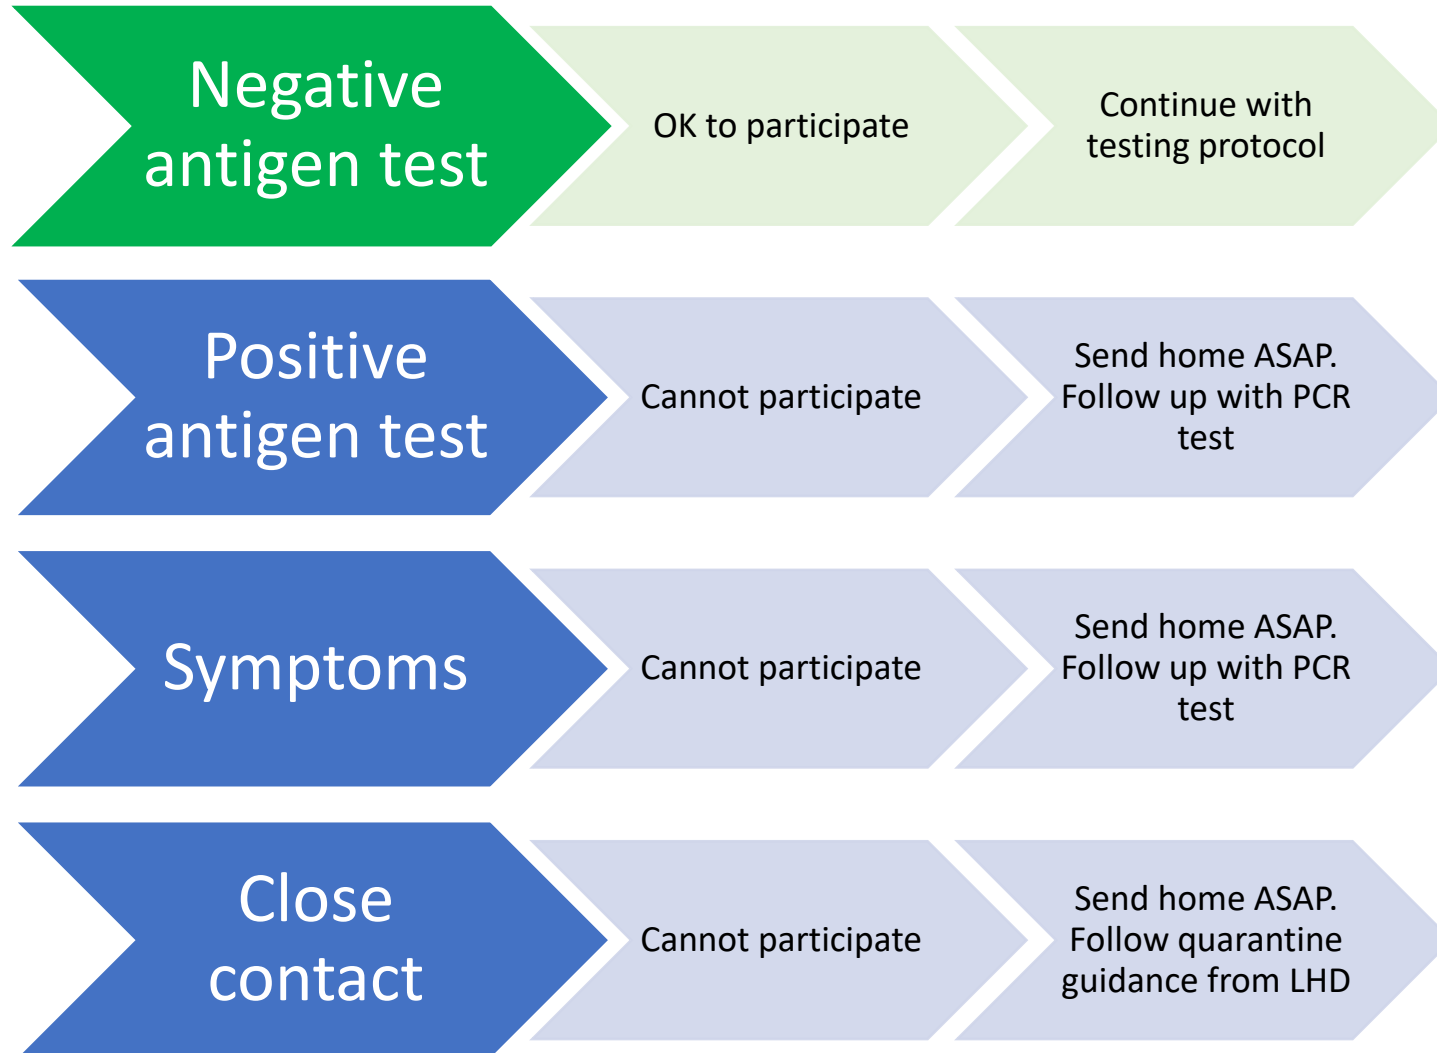 Negative
antigen test
OK to participate
Continue with
testing protocol
Positive
antigen test
Cannot participate
Send home ASAP.
Follow up with PCR
test
Symptoms
Cannot participate
Send home ASAP.
Follow up with PCR
test
Close
contact
Cannot participate
Send home ASAP.
Follow quarantine
guidance from LHD